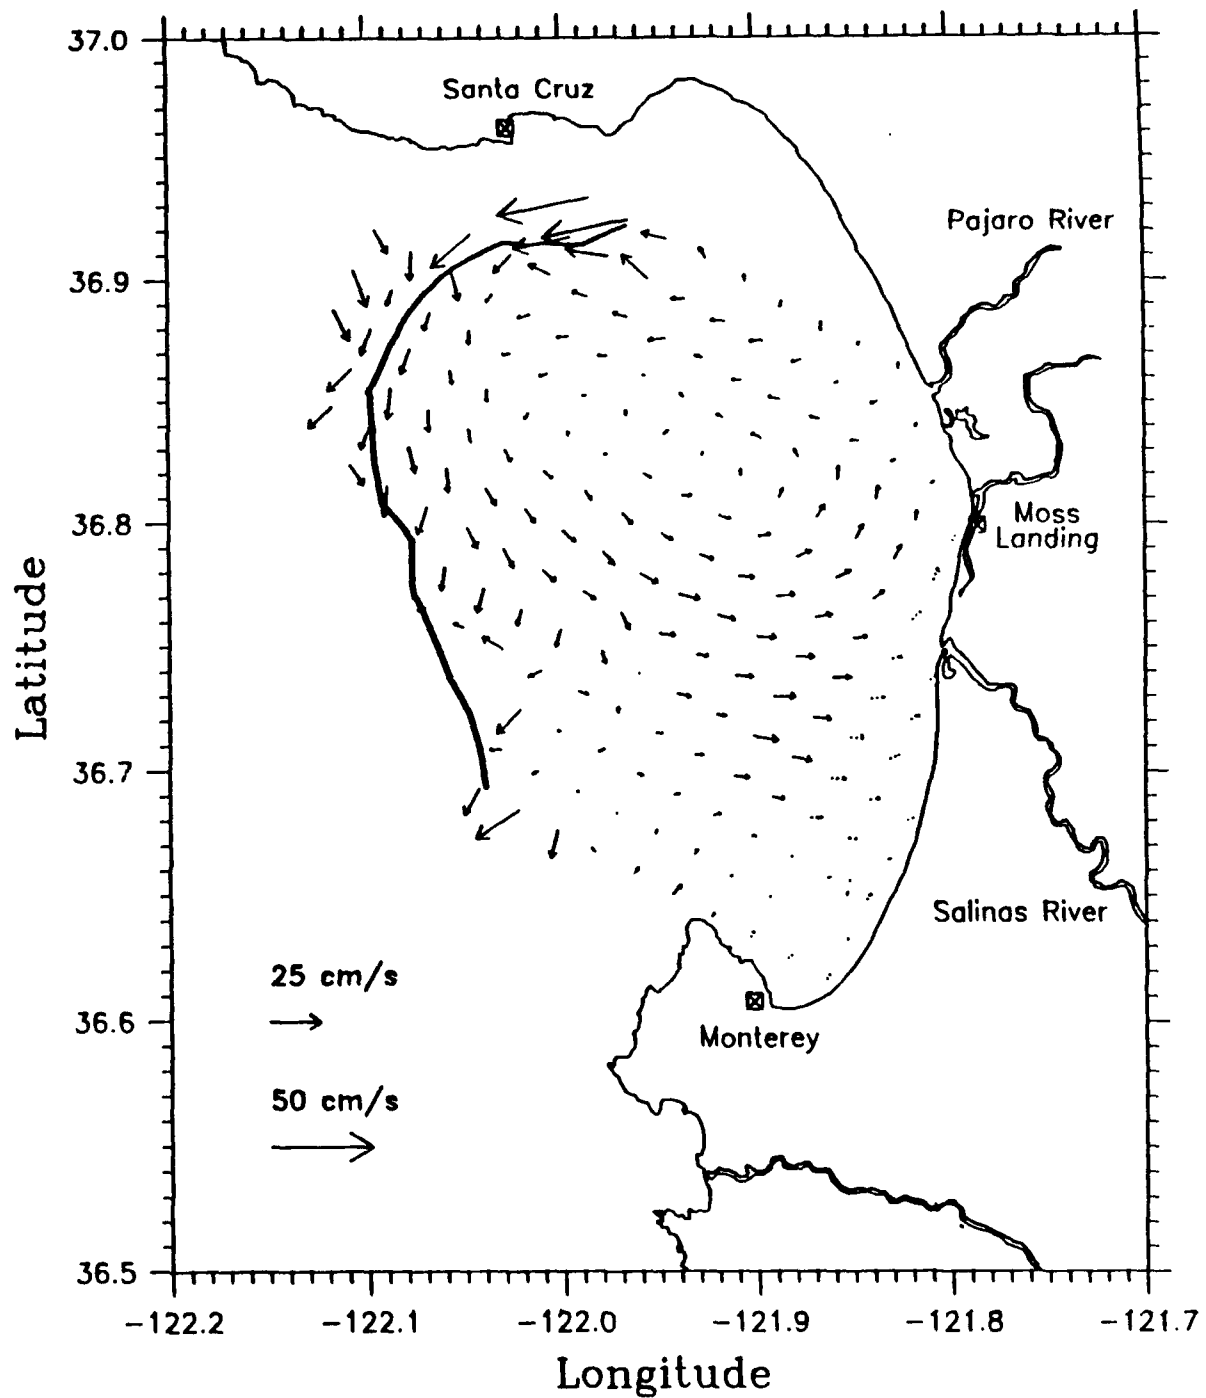 37.0
Santa Cruz
Pajaro River
36.9
Moss
Landing
36.8
Latitude
36.7
Salinas River
25 cm/s
36.6
Monterey
50 cm/s
36.5
-122.2
-122.1
-122.0
-121.9
-121.8
-121.7
Longitude